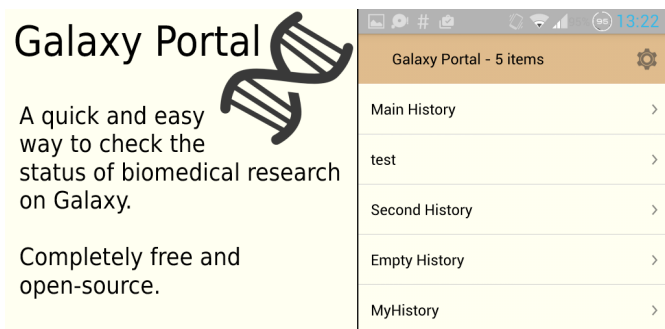 Galaxy Portal
A quick and easy
way to check the
status of biomedical research
on Galaxy.
Completely free and
open-source.
95 13:22
Galaxy Portal - 5 items
Main History
test
Second History
Empty History
MyHistory